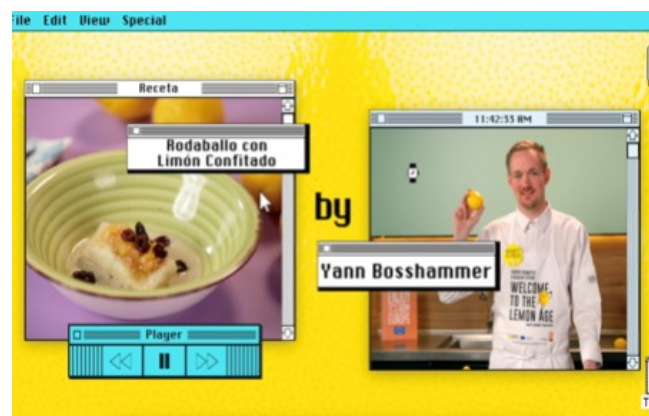 File Edit View Special
Receta
Rodaballo con
Limón Confitado
Player
by
11:42:33 AM
Yann Bosshammer
WELCOME
TO THE
LEMON AGE